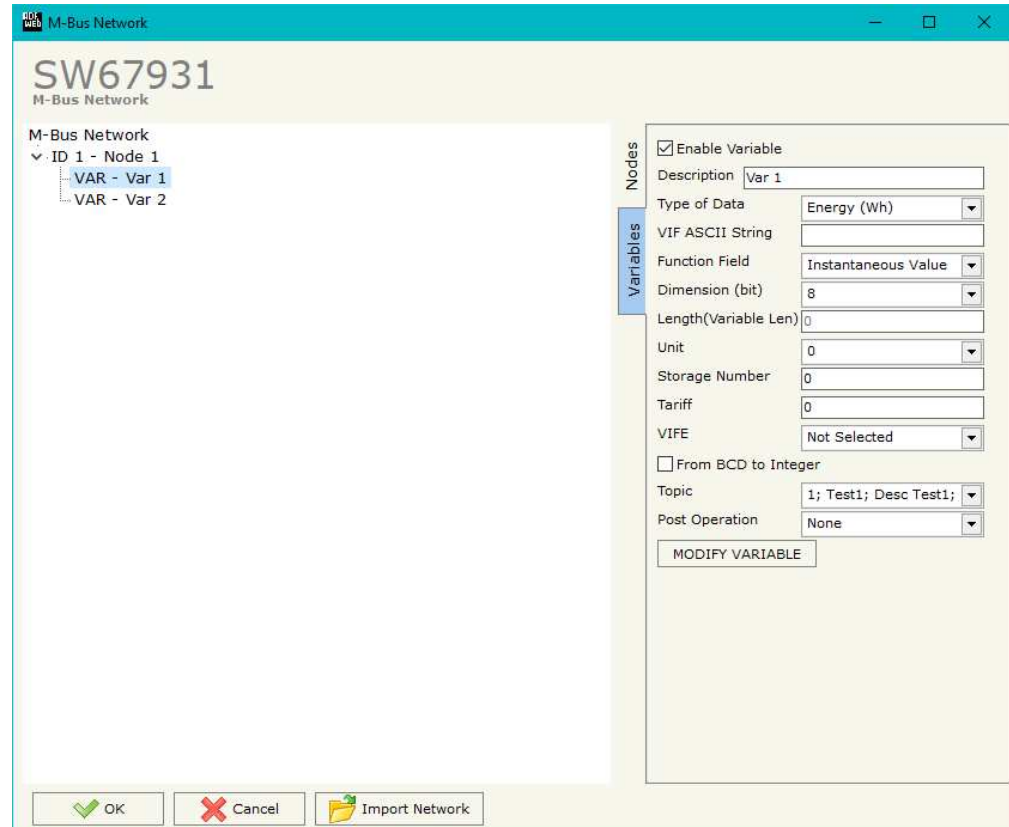 ADF
WEB
M-Bus Network
SW67931
M-Bus Network
M-Bus Network
ID 1 - Node 1
VAR - Var 1
VAR - Var 2
Nodes
Variables
Enable Variable
Description Var 1
Type of Data Energy (Wh)
VIF ASCII String
Function Field Instantaneous Value
Dimension (bit) 8
Length(Variable Len) 0
Unit 0
Storage Number 0
Tariff 0
VIFE Not Selected
From BCD to Integer
Topic 1; Test1; Desc Test1;
Post Operation None
MODIFY VARIABLE
OK Cancel Import Network